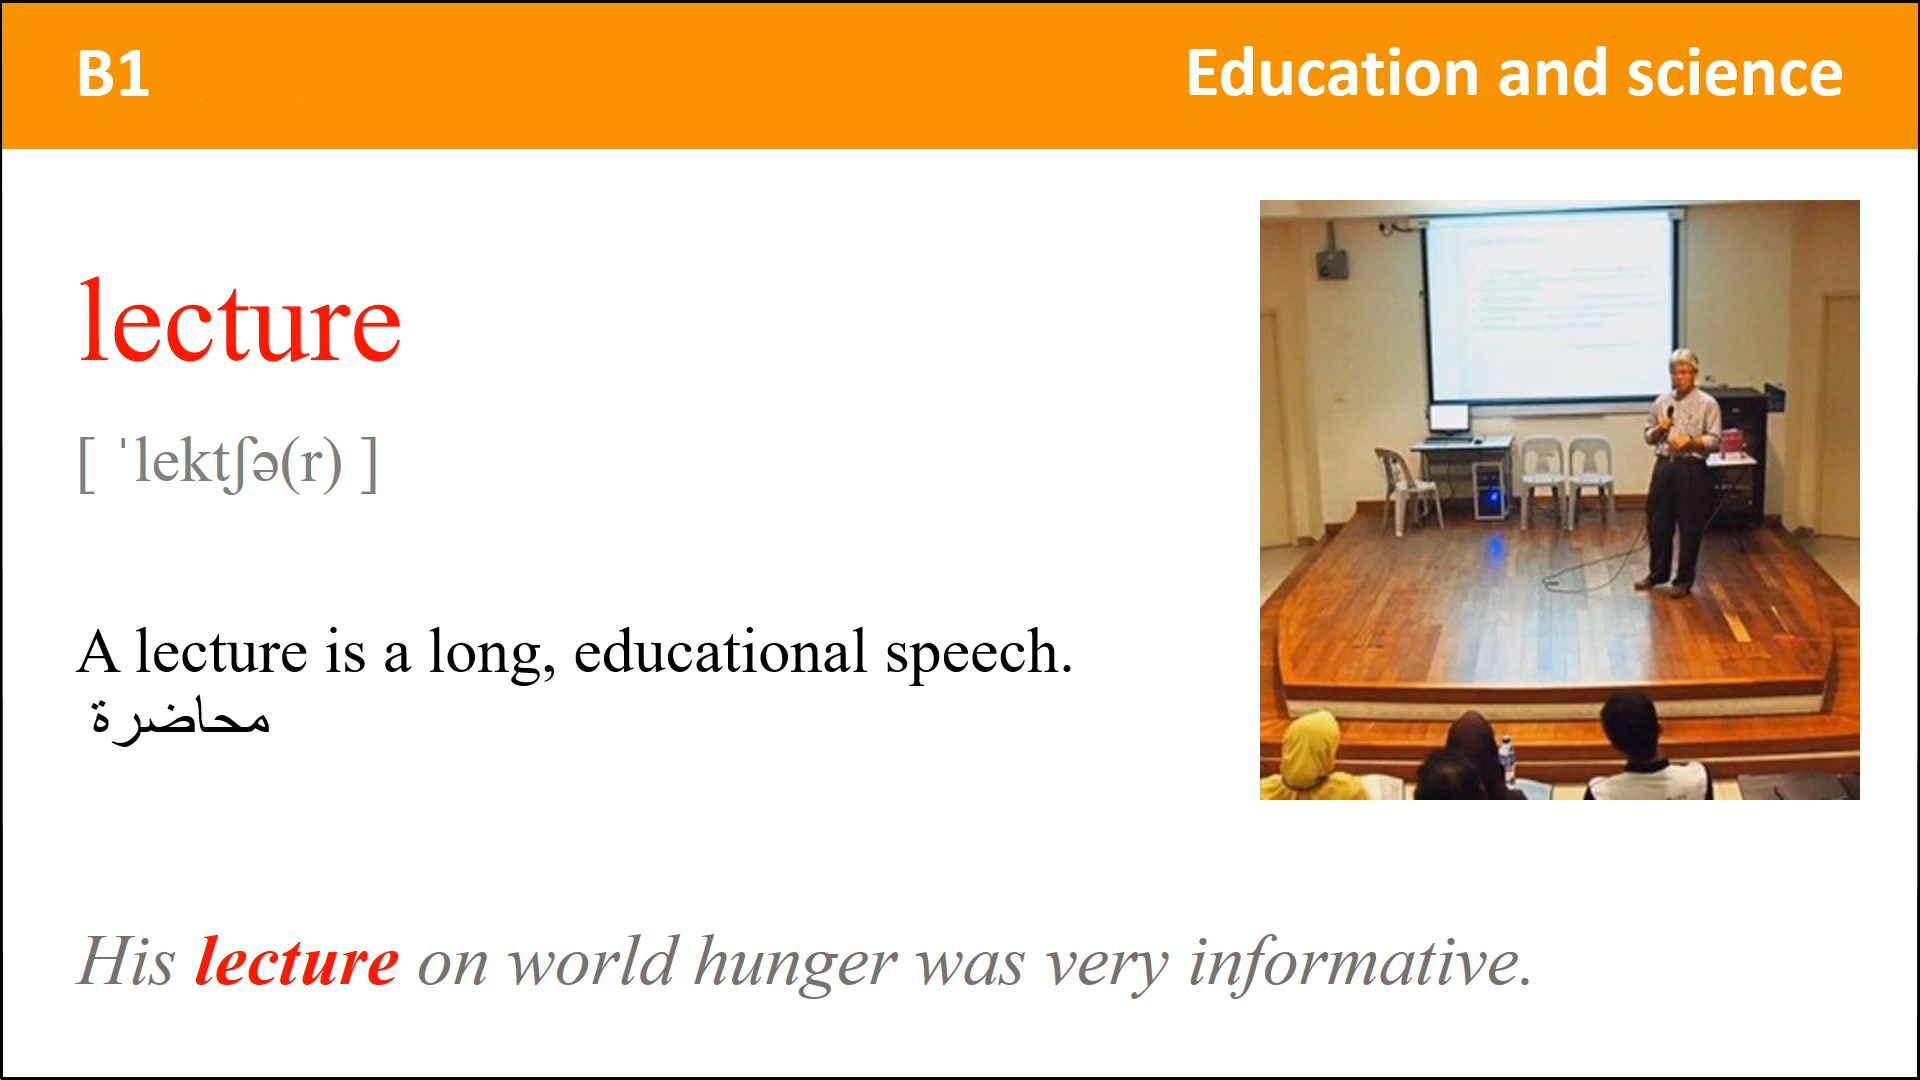 B1
Education and science
lecture
[ ˈlektʃə(r) ]
A lecture is a long, educational speech.
محاضرة
His lecture on world hunger was very informative.